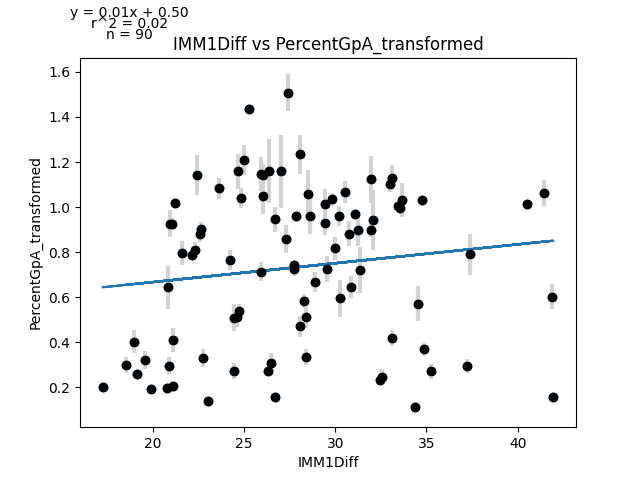 y = 0.01x + 0.50
r^2 = 0.02
n = 90
IMM1Diff vs PercentGpA_transformed
1.6
1.4
1.2
1.0
0.8
0.6
0.4
0.2
PercentGpA_transformed
20 25 30 35 40
IMM1Diff